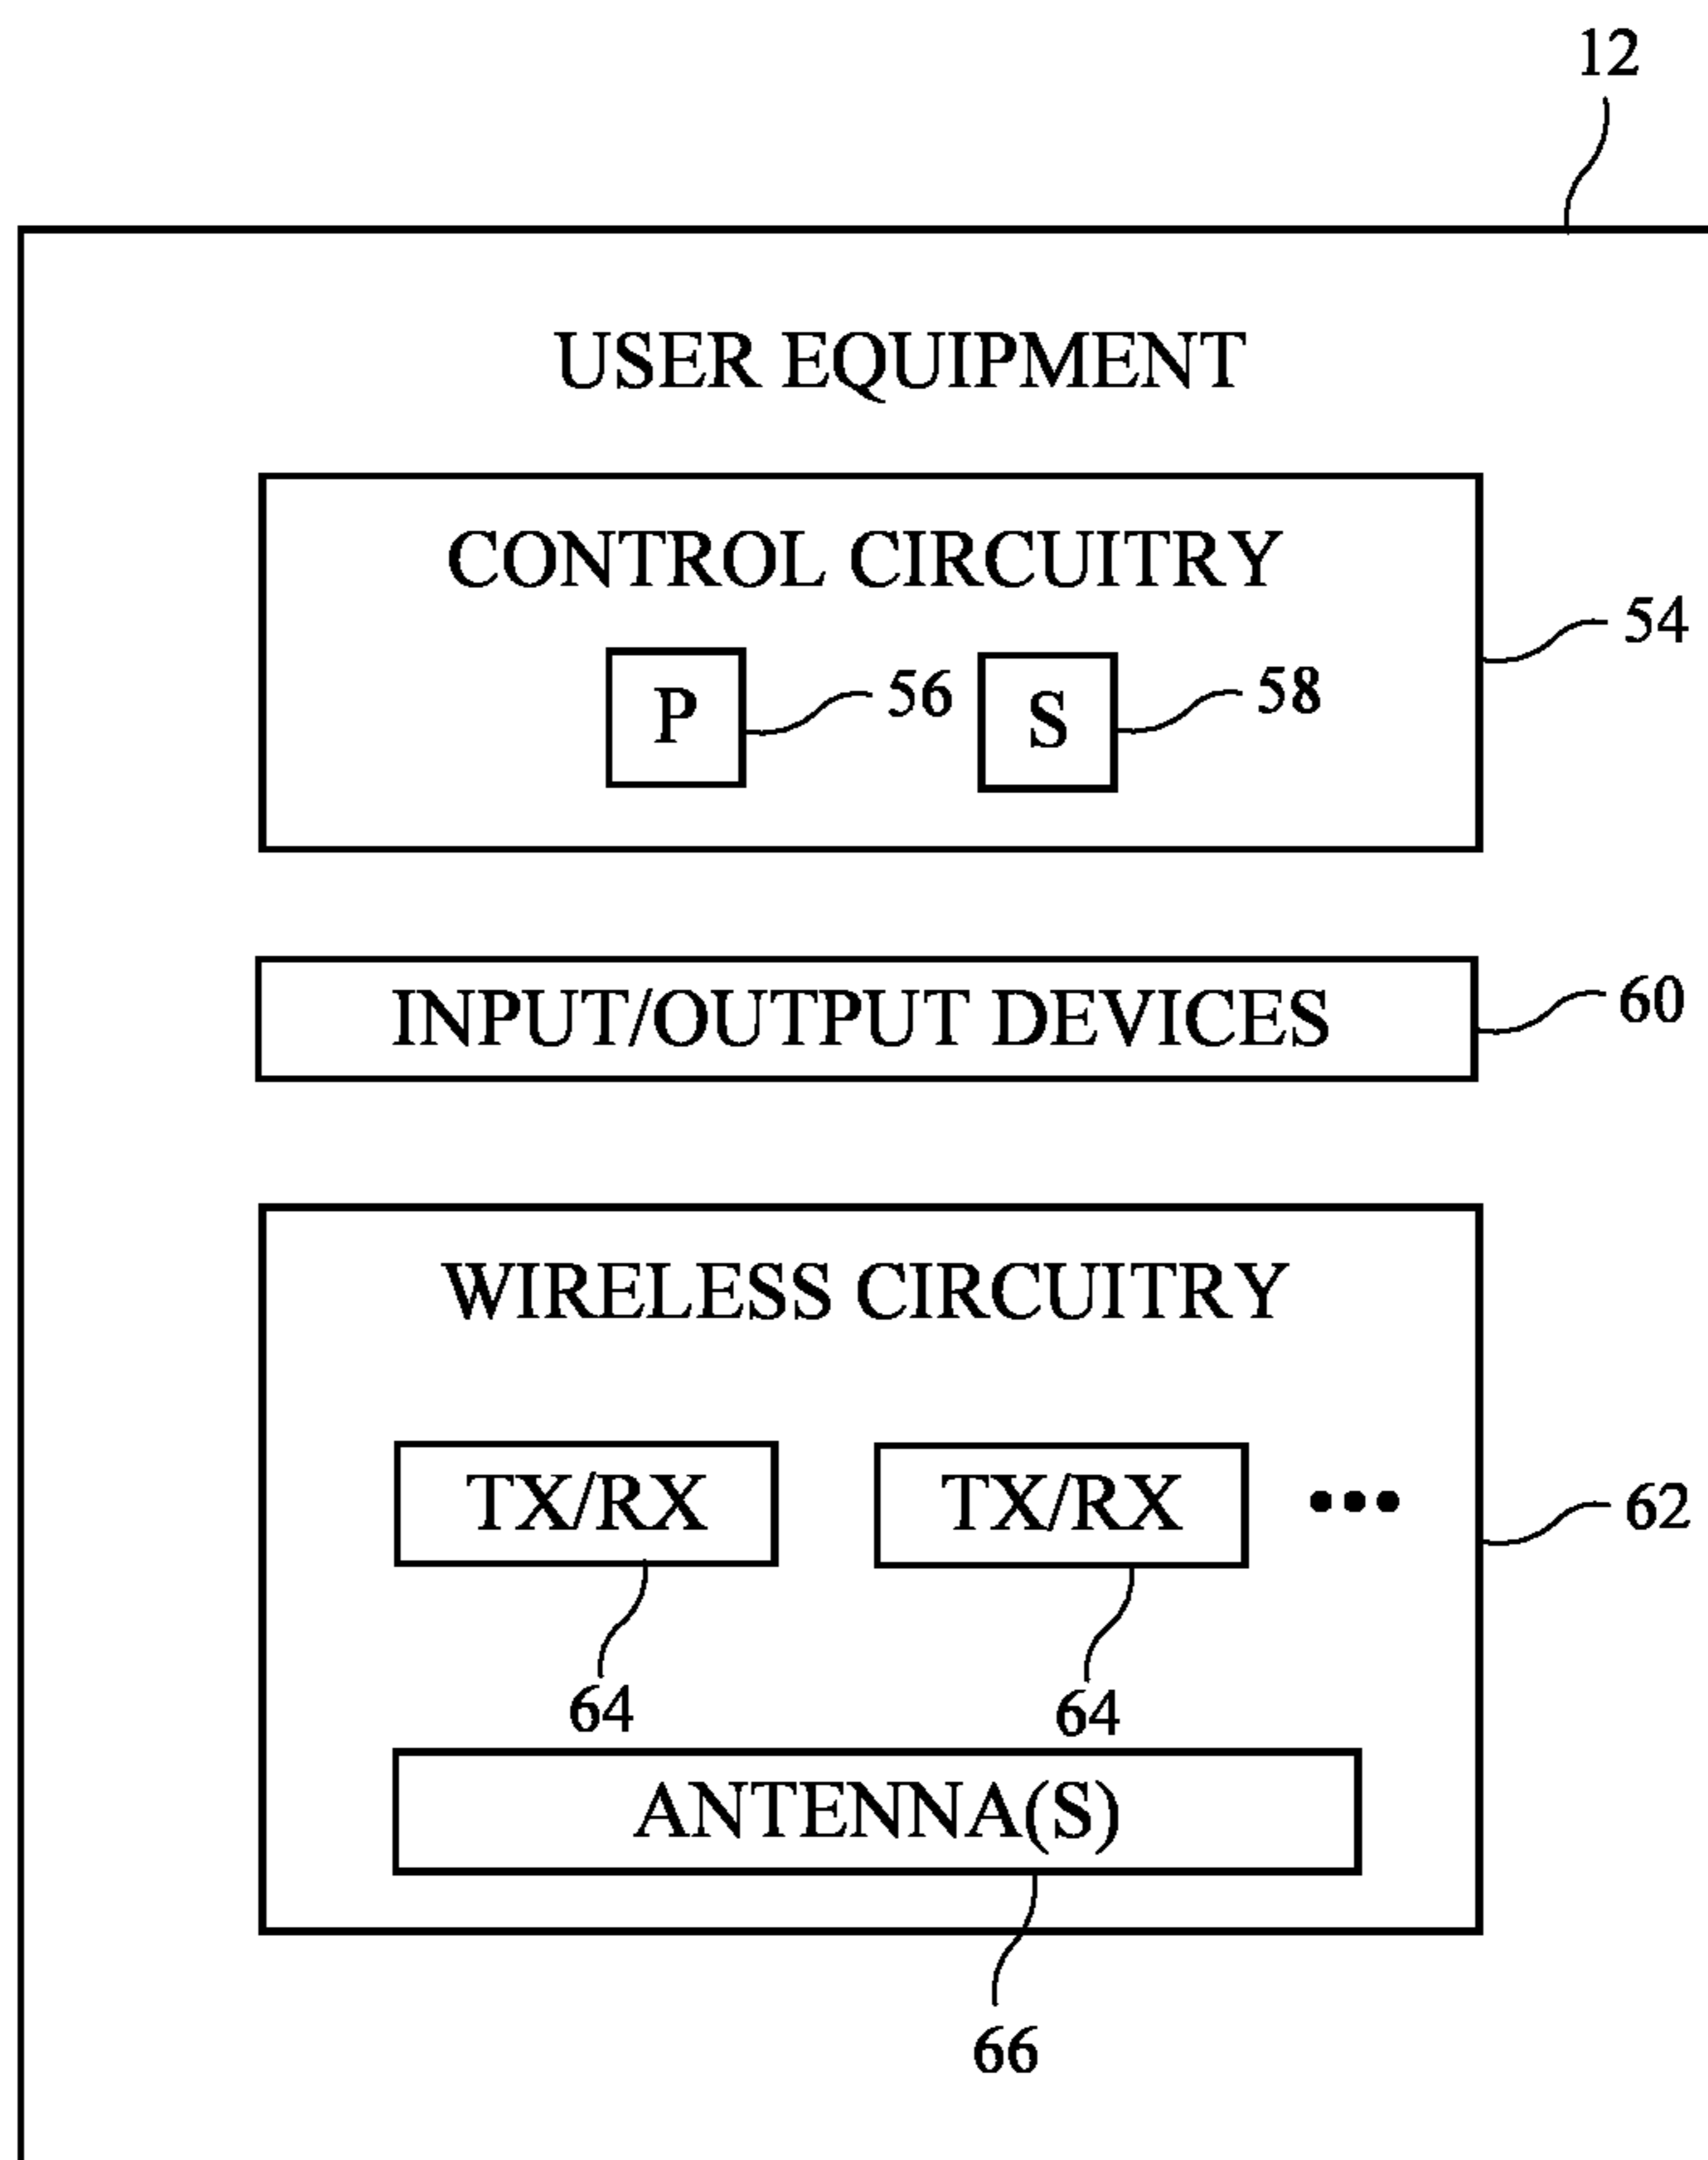 12
USER EQUIPMENT
CONTROL CIRCUITRY
54
P
56
S
58
INPUT/OUTPUT DEVICES
60
WIRELESS CIRCUITRY
TX/RX
TX/RX
•••
62
64
64
ANTENNA(S)
66